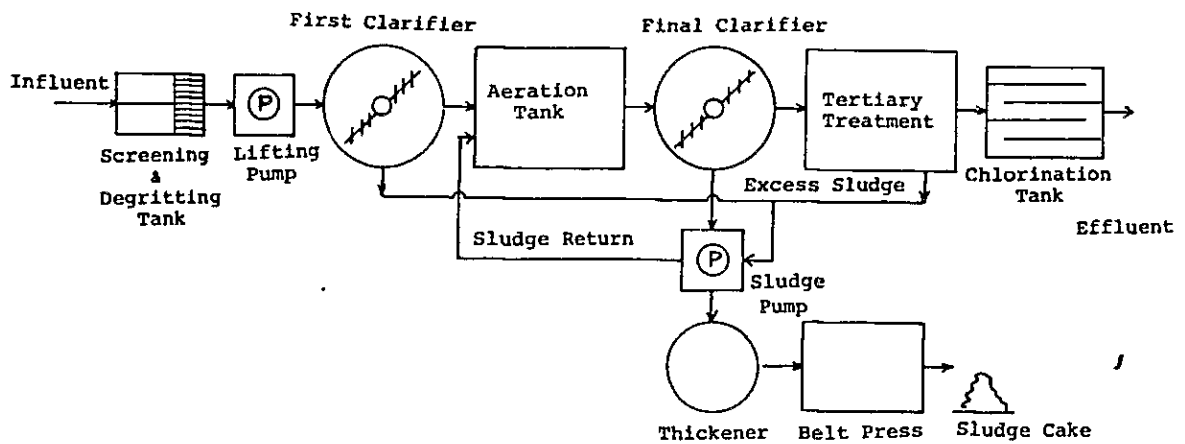 First Clarifier
Final Clarifier
Influent
P
Aeration
Tank
Tertiary
Treatment
Screening
&
Degritting
Tank
Lifting
Pump
Excess Sludge
Chlorination
Tank
Effluent
Sludge Return
P
Sludge
Pump
Thickener
Belt Press
Sludge Cake